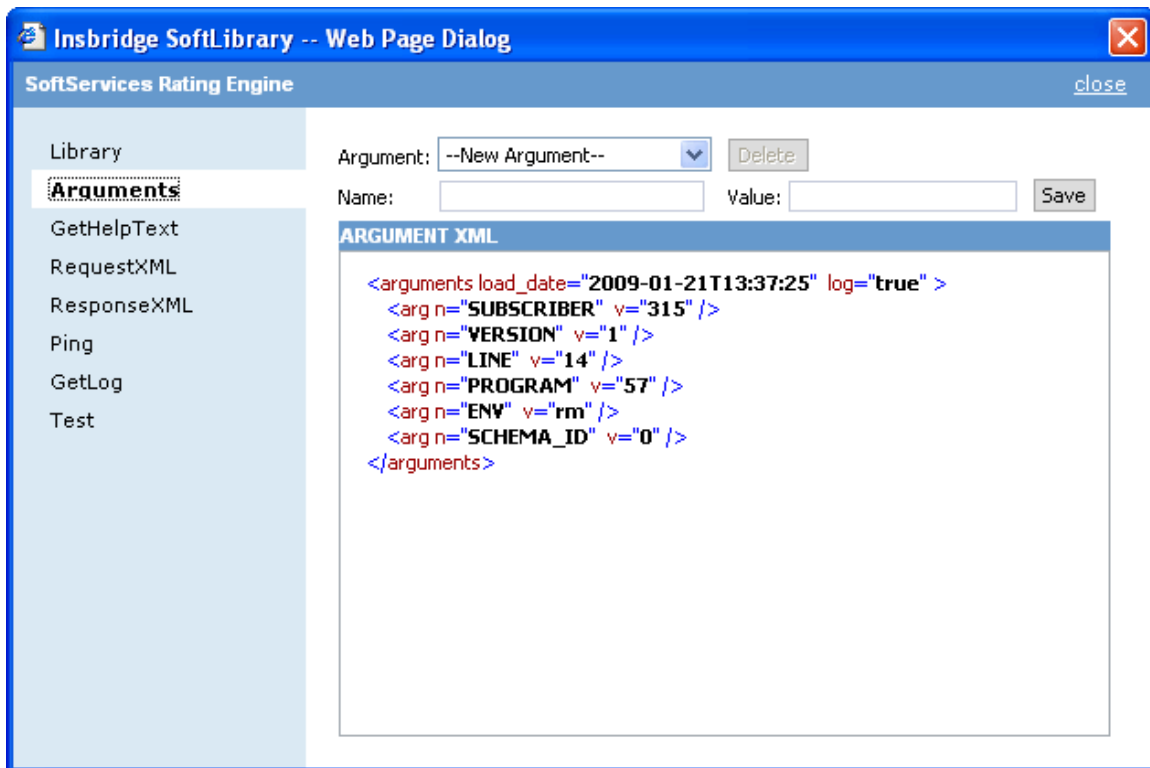 Insbridge SoftLibrary -- Web Page Dialog
SoftServices Rating Engine close
Library
Arguments
GetHelpText
RequestXML
ResponseXML
Ping
GetLog
Test
Argument: --New Argument-- Delete
Name: Value: Save
ARGUMENT XML
<arguments load_date="2009-01-21T13:37:25" log="true" >
<arg n="SUBSCRIBER" v="315" />
<arg n="VERSION" v="1" />
<arg n="LINE" v="14" />
<arg n="PROGRAM" v="57" />
<arg n="ENV" v="rm" />
<arg n="SCHEMA_ID" v="0" />
</arguments>